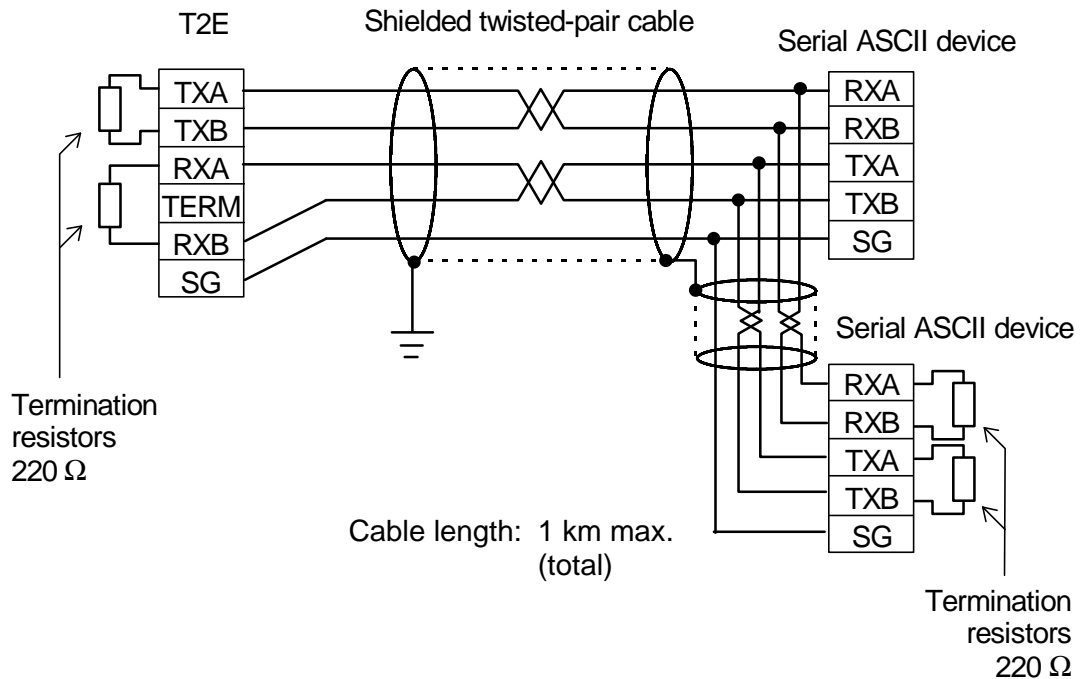 T2E
Shielded twisted-pair cable
Serial ASCII device
TXA
TXB
RXA
TERM
RXB
SG
RXA
RXB
TXA
TXB
SG
Termination
resistors
220 Ω
Serial ASCII device
RXA
RXB
TXA
TXB
SG
Cable length: 1 km max.
(total)
Termination
resistors
220 Ω